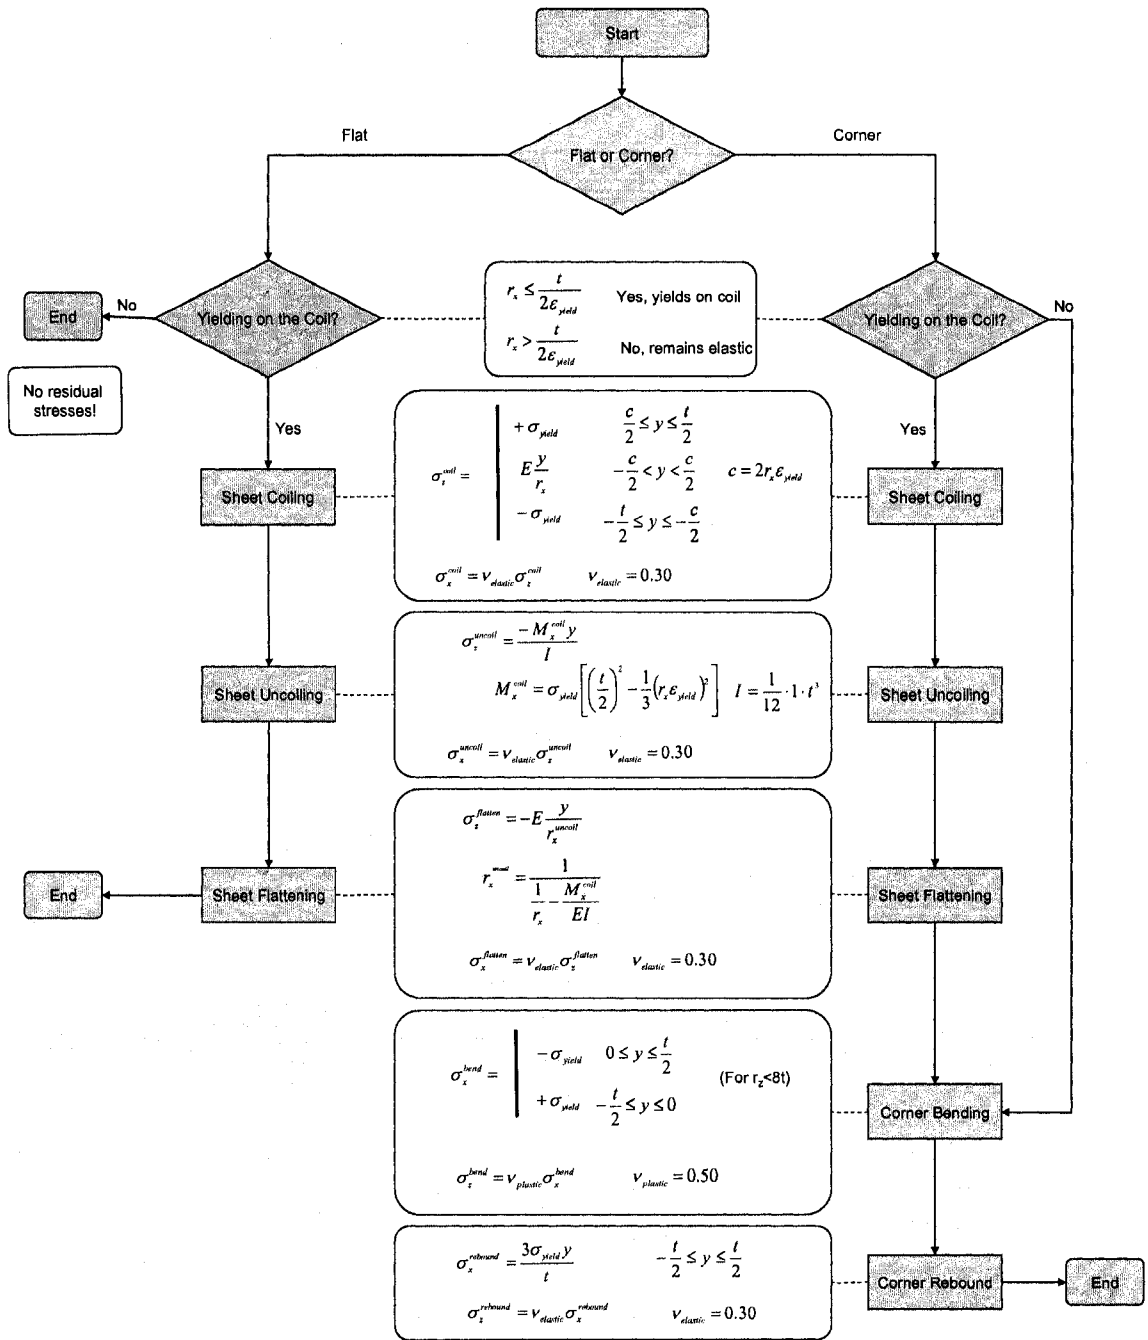 Start
Flat
Flat or Corner?
Corner
End
No
Yielding on the Coil?
r_x ≤ t / (2ε_yield)   Yes, yields on coil
r_x > t / (2ε_yield)   No, remains elastic
Yielding on the Coil?
No
No residual
stresses!
Yes
Yes
Sheet Coiling
σ_z^coil =
+ σ_yield   c/2 ≤ y ≤ t/2
E y/r_x   -c/2 < y < c/2   c = 2r_x ε_yield
- σ_yield   -t/2 ≤ y ≤ -c/2
σ_x^coil = ν_elastic σ_z^coil   ν_elastic = 0.30
Sheet Coiling
Sheet Uncoiling
σ_z^uncoil = -M_x^coil y / I
M_x^coil = σ_yield [ (t/2)^2 - 1/3 (r_x ε_yield)^2 ]   I = 1/12 · 1 · t^3
σ_x^uncoil = ν_elastic σ_z^uncoil   ν_elastic = 0.30
Sheet Uncoiling
End
Sheet Flattening
σ_z^flatten = -E y / r_x^uncoil
r_x^uncoil = 1 / (1/r_x - M_x^coil/EI)
σ_x^flatten = ν_elastic σ_z^flatten   ν_elastic = 0.30
Sheet Flattening
σ_x^bend =
- σ_yield   0 ≤ y ≤ t/2
+ σ_yield   -t/2 ≤ y ≤ 0
(For r_z<8t)
σ_z^bend = ν_plastic σ_x^bend   ν_plastic = 0.50
Corner Bending
σ_x^rebound = 3σ_yield y / t   -t/2 ≤ y ≤ t/2
σ_z^rebound = ν_elastic σ_x^rebound   ν_elastic = 0.30
Corner Rebound
End